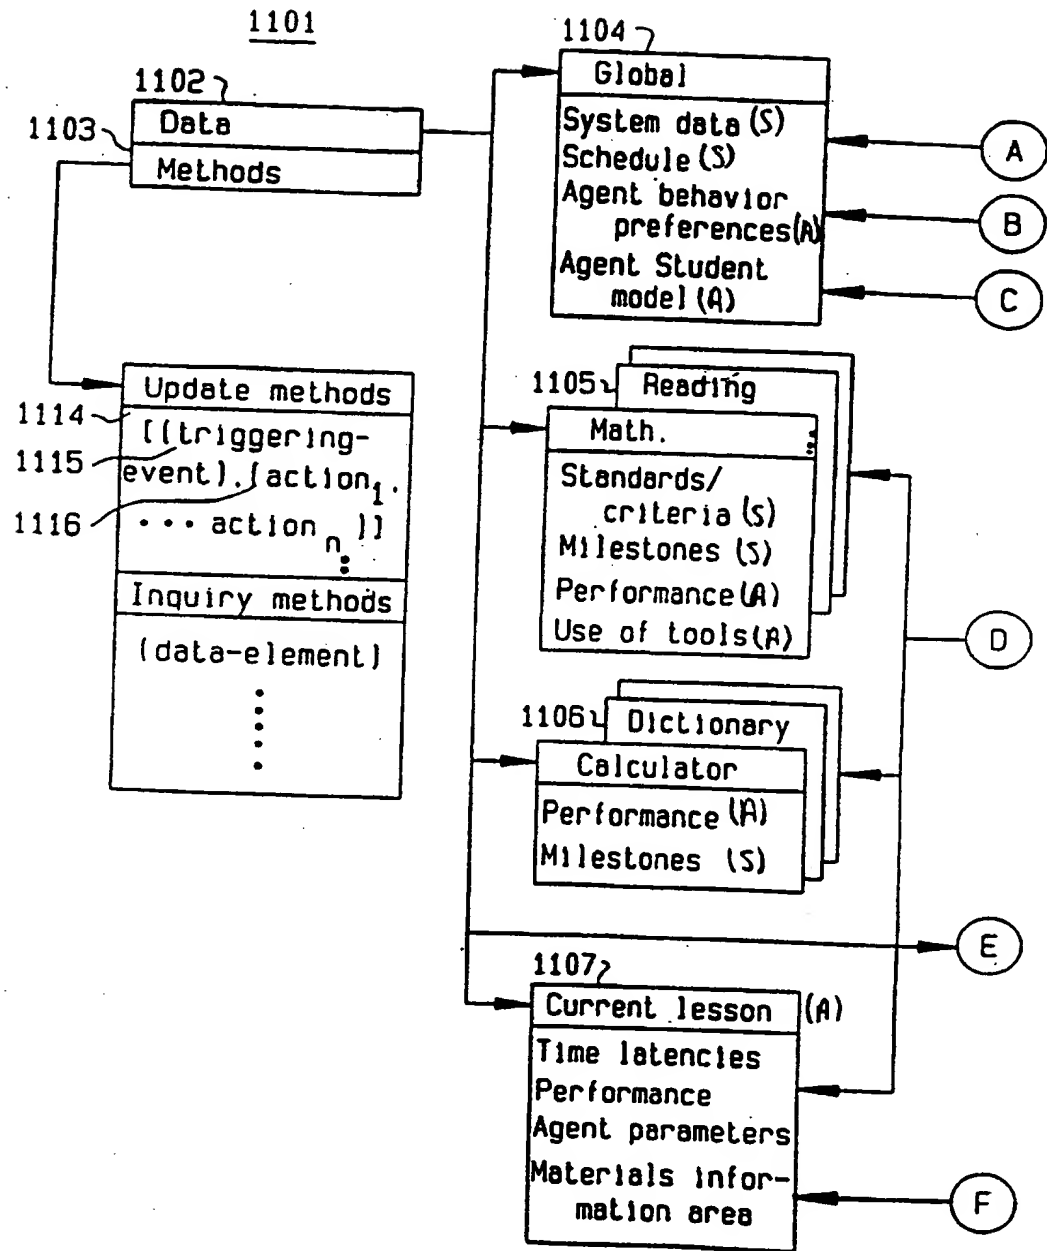 1101
1102
Data
1103
Methods
Update methods
1114
[((triggering-
1115
event),(action1,
1116
••• action n )]]
Inquiry methods
(data-element)
1104
Global
System data (S)
Schedule (S)
Agent behavior
preferences (A)
Agent Student
model (A)
A
B
C
1105
Reading
Math.
Standards/
criteria (S)
Milestones (S)
Performance (A)
Use of tools (A)
D
1106
Dictionary
Calculator
Performance (A)
Milestones (S)
E
1107
Current lesson (A)
Time latencies
Performance
Agent parameters
Materials infor-
mation area
F